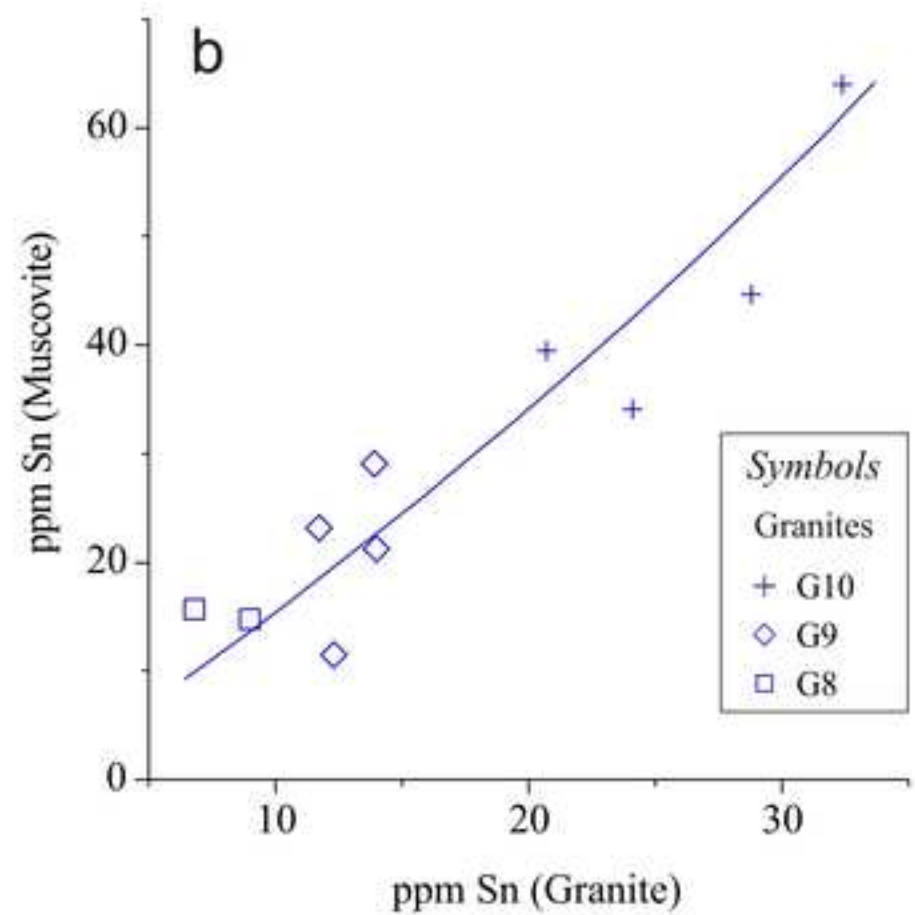 b
60
40
20
0
ppm Sn (Muscovite)
10 20 30
ppm Sn (Granite)
Symbols
Granites
G10
G9
G8